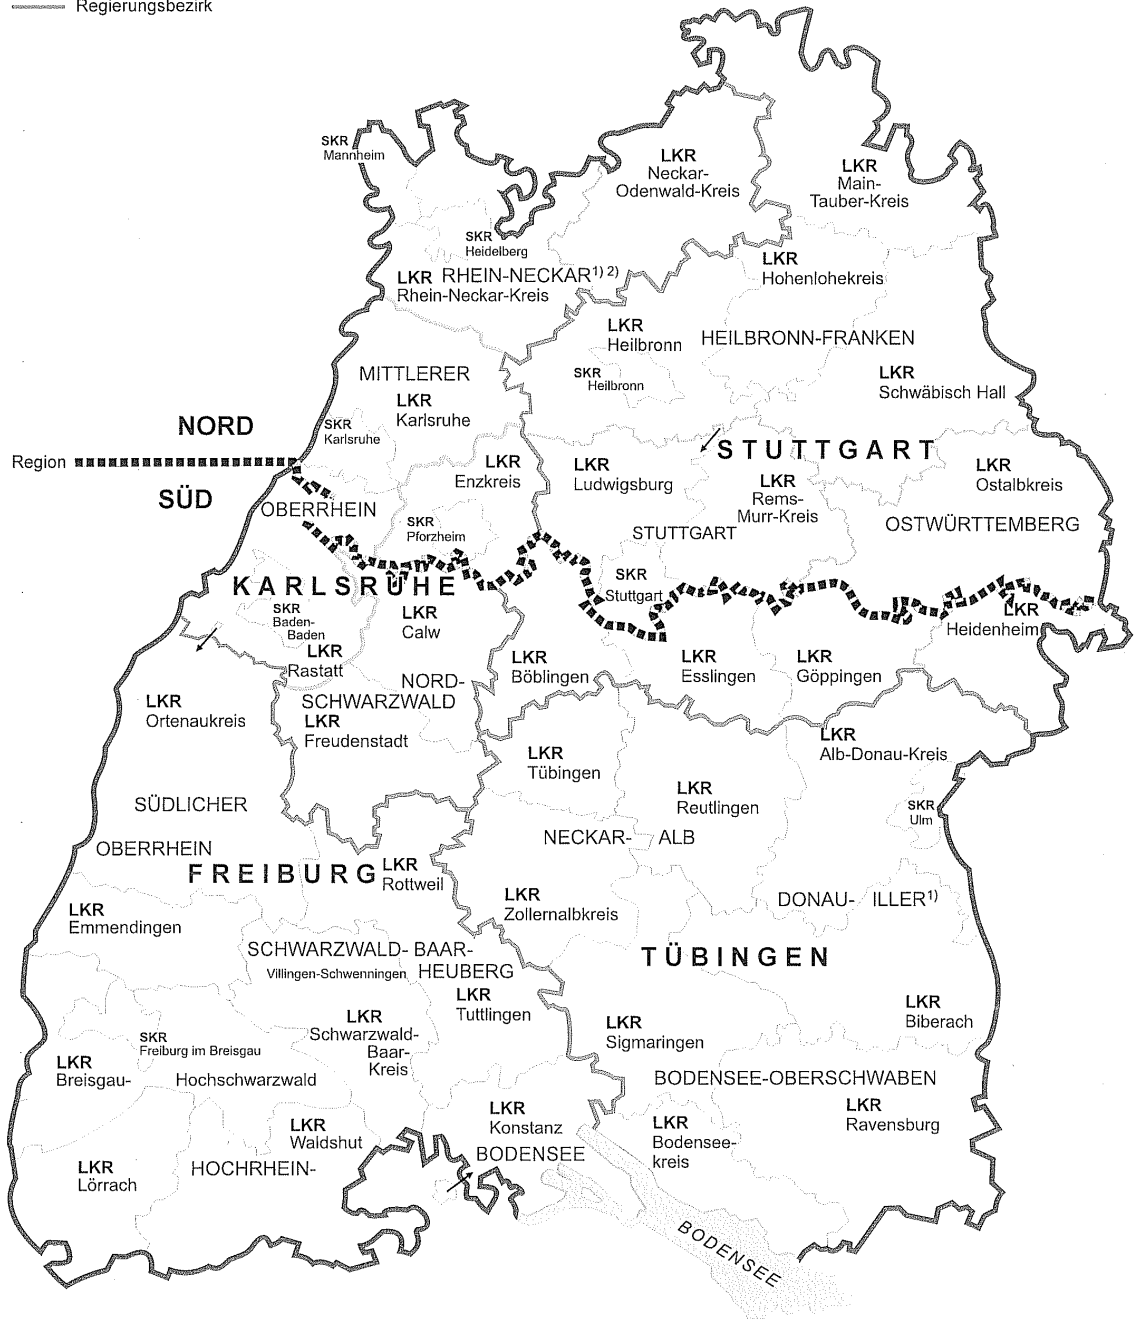 Regierungsbezirk
SKR
Mannheim
LKR
Neckar-
Odenwald-Kreis
LKR
Main-
Tauber-Kreis
SKR
Heidelberg
LKR RHEIN-NECKAR1) 2)
Rhein-Neckar-Kreis
LKR
Hohenlohekreis
LKR
Heilbronn
HEILBRONN-FRANKEN
SKR
Heilbronn
LKR
Schwäbisch Hall
MITTLERER
LKR
Karlsruhe
SKR
Karlsruhe
NORD
Region
SÜD
STUTTGART
LKR
Enzkreis
LKR
Ludwigsburg
LKR
Rems-
Murr-Kreis
LKR
Ostalbkreis
OBERRHEIN
SKR
Pforzheim
STUTTGART
OSTWÜRTTEMBERG
KARLSRUHE
SKR
Stuttgart
SKR
Baden-
Baden
LKR
Calw
LKR
Heidenheim
LKR
Rastatt
LKR
Böblingen
LKR
Esslingen
LKR
Göppingen
NORD-
SCHWARZWALD
LKR
Ortenaukreis
LKR
Freudenstadt
LKR
Tübingen
LKR
Alb-Donau-Kreis
LKR
Reutlingen
SKR
Ulm
SÜDLICHER
OBERRHEIN
NECKAR- ALB
FREIBURG
LKR
Rottweil
LKR
Zollernalbkreis
DONAU- ILLER1)
LKR
Emmendingen
SCHWARZWALD- BAAR-
Villingen-Schwenningen HEUBERG
TÜBINGEN
LKR
Tuttlingen
LKR
Biberach
LKR
Schwarzwald-
Baar-
Kreis
LKR
Sigmaringen
SKR
Freiburg im Breisgau
LKR
Breisgau-
Hochschwarzwald
BODENSEE-OBERSCHWABEN
LKR
Ravensburg
LKR
Konstanz
LKR
Waldshut
LKR
Bodensee-
kreis
BODENSEE
LKR
Lörrach
HOCHRHEIN-
BODENSEE